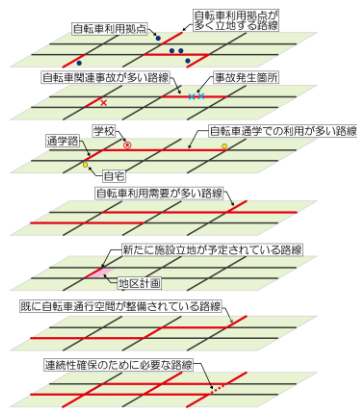 自転車利用拠点
自転車利用拠点が
多く立地する路線
自転車関連事故が多い路線
事故発生箇所
学校
自転車通学での利用が多い路線
通学路
自宅
自転車利用需要が多い路線
新たに施設立地が予定されている路線
地区計画
既に自転車通行空間が整備されている路線
連続性確保のために必要な路線